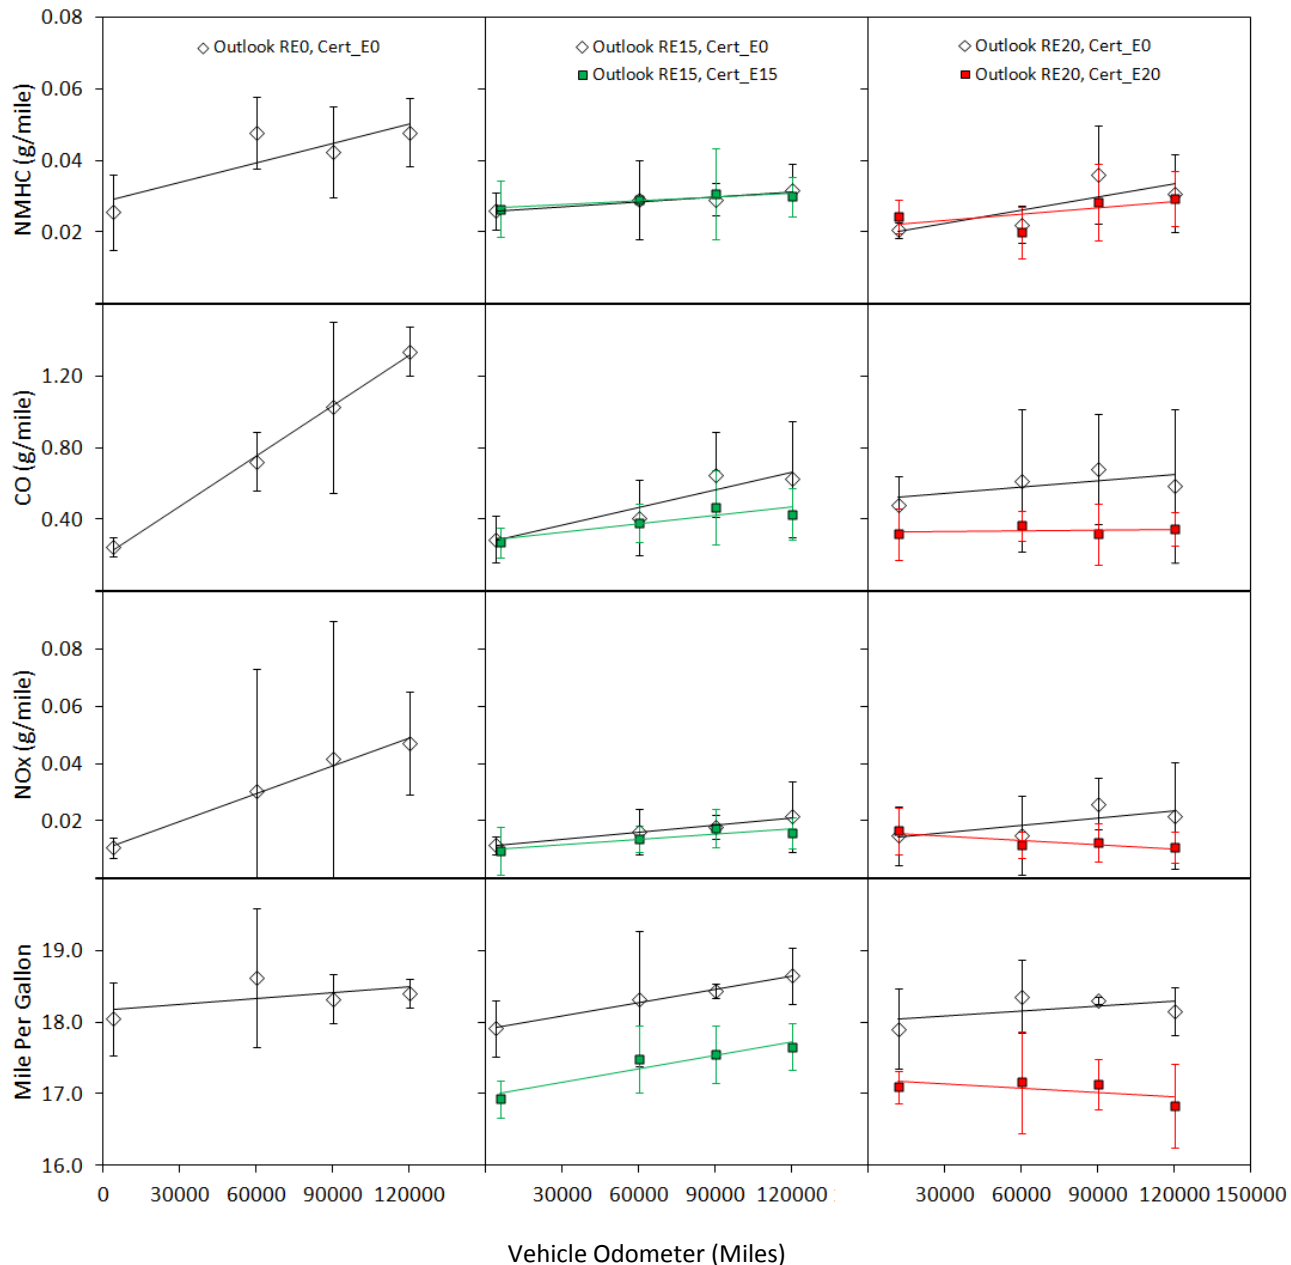 0.08
0.06
0.04
0.02
NMHC (g/mile)
Outlook RE0, Cert_E0
Outlook RE15, Cert_E0
Outlook RE15, Cert_E15
Outlook RE20, Cert_E0
Outlook RE20, Cert_E20
1.20
0.80
0.40
CO (g/mile)
0.08
0.06
0.04
0.02
NOx (g/mile)
19.0
18.0
17.0
16.0
Mile Per Gallon
0 30000 60000 90000 120000 30000 60000 90000 120000 30000 60000 90000 120000 150000
Vehicle Odometer (Miles)